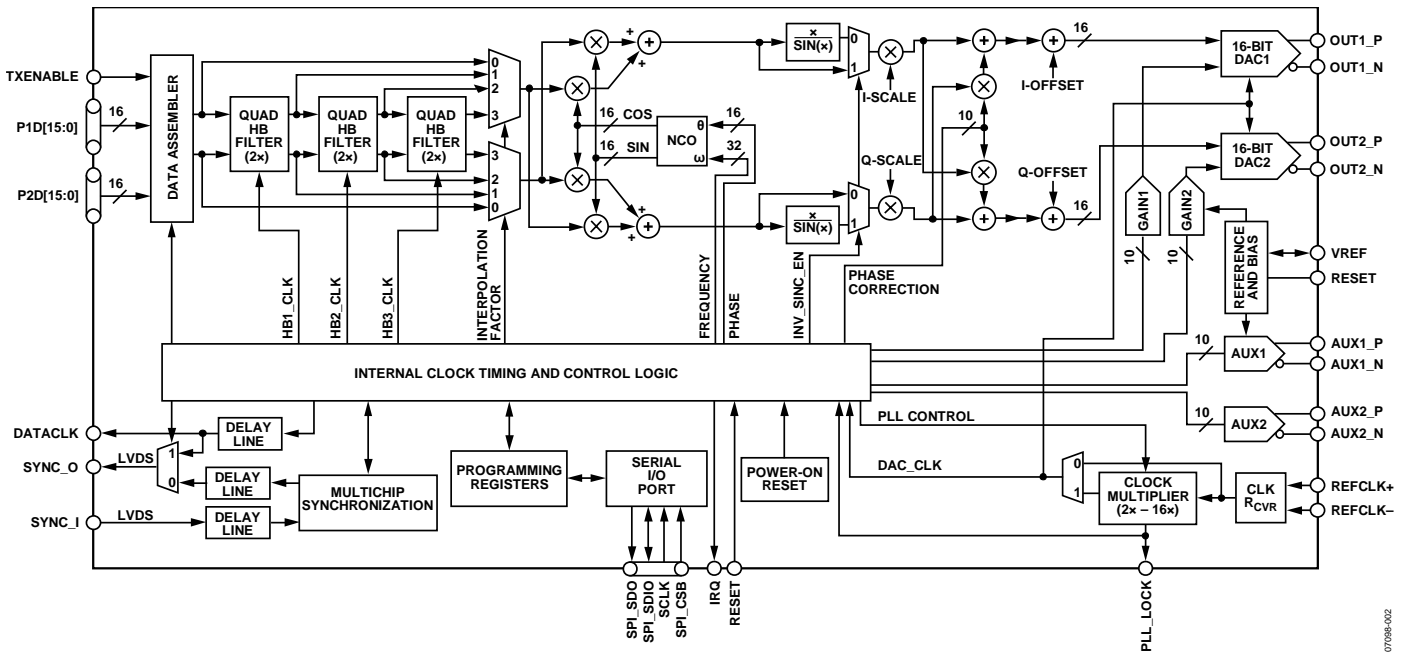 TXENABLE
P1D[15:0]
16
P2D[15:0]
16
DATA ASSEMBLER
QUAD
HB
FILTER
(2×)
QUAD
HB
FILTER
(2×)
QUAD
HB
FILTER
(2×)
0
1
2
3
3
2
1
0
HB1_CLK
HB2_CLK
HB3_CLK
INTERPOLATION
FACTOR
+
+
+
16
COS
16
SIN
NCO
θ
ω
16
32
+
+
+
FREQUENCY
PHASE
×
SIN(×)
0
1
×
SIN(×)
0
1
INV_SINC_EN
I-SCALE
Q-SCALE
10
PHASE
CORRECTION
I-OFFSET
Q-OFFSET
16
16
16-BIT
DAC1
16-BIT
DAC2
GAIN1
GAIN2
10
10
REFERENCE
AND BIAS
10
AUX1
10
AUX2
OUT1_P
OUT1_N
OUT2_P
OUT2_N
VREF
RESET
AUX1_P
AUX1_N
AUX2_P
AUX2_N
INTERNAL CLOCK TIMING AND CONTROL LOGIC
DATACLK
SYNC_O
LVDS
SYNC_I
LVDS
1
0
DELAY
LINE
DELAY
LINE
DELAY
LINE
MULTICHIP
SYNCHRONIZATION
PROGRAMMING
REGISTERS
SERIAL
I/O
PORT
POWER-ON
RESET
PLL CONTROL
DAC_CLK
0
1
CLOCK
MULTIPLIER
(2× – 16×)
CLK
RCVR
REFCLK+
REFCLK–
SPI_SDO
SPI_SDIO
SCLK
SPI_CSB
IRQ
RESET
PLL_LOCK
07098-002